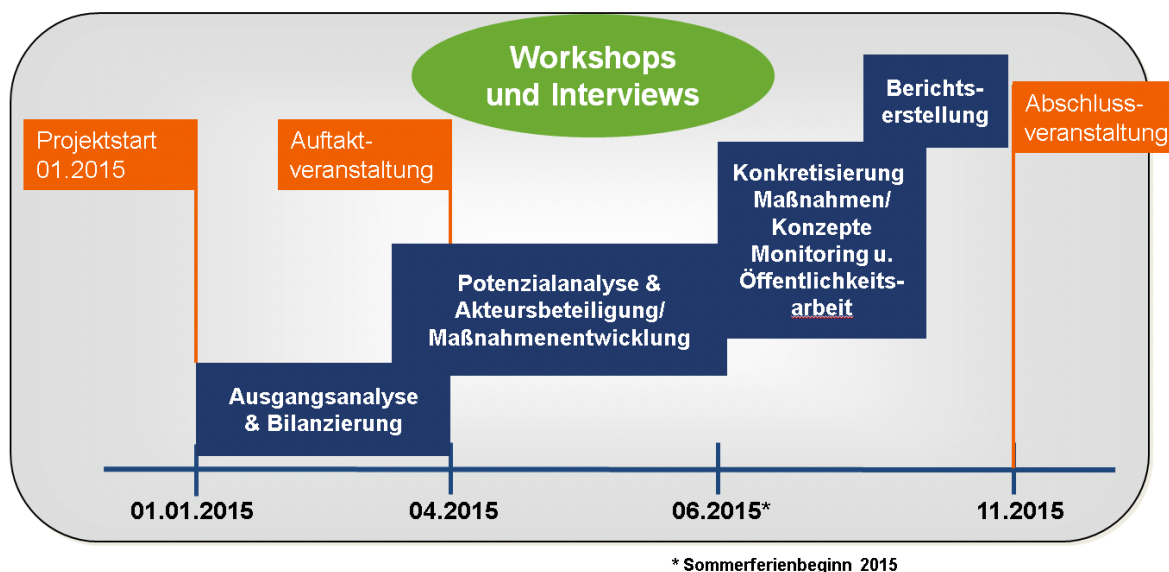 Workshops
und Interviews
Projektstart
01.2015
Auftakt-
veranstaltung
Berichts-
erstellung
Abschluss-
veranstaltung
Konkretisierung
Maßnahmen/
Konzepte
Monitoring u.
Öffentlichkeits-
arbeit
Potenzialanalyse &
Akteursbeteiligung/
Maßnahmenentwicklung
Ausgangsanalyse
& Bilanzierung
01.01.2015
04.2015
06.2015*
11.2015
* Sommerferienbeginn 2015